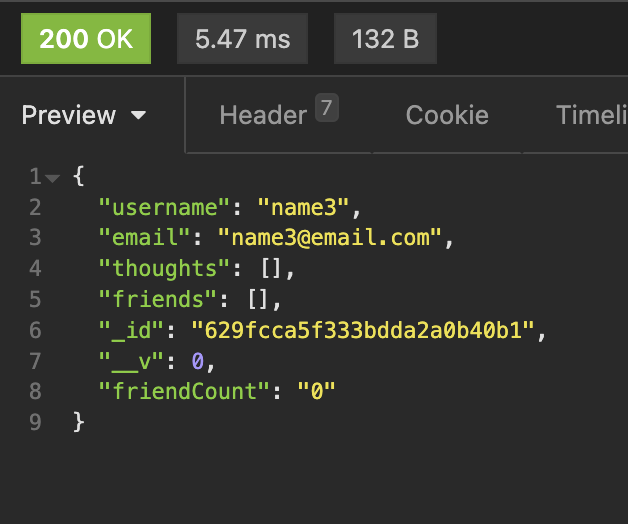 200 OK 5.47 ms 132 B
Preview Header 7 Cookie Timeli
1 {
2 "username": "name3",
3 "email": "name3@email.com",
4 "thoughts": [],
5 "friends": [],
6 "_id": "629fcca5f333bdda2a0b40b1",
7 "__v": 0,
8 "friendCount": "0"
9 }